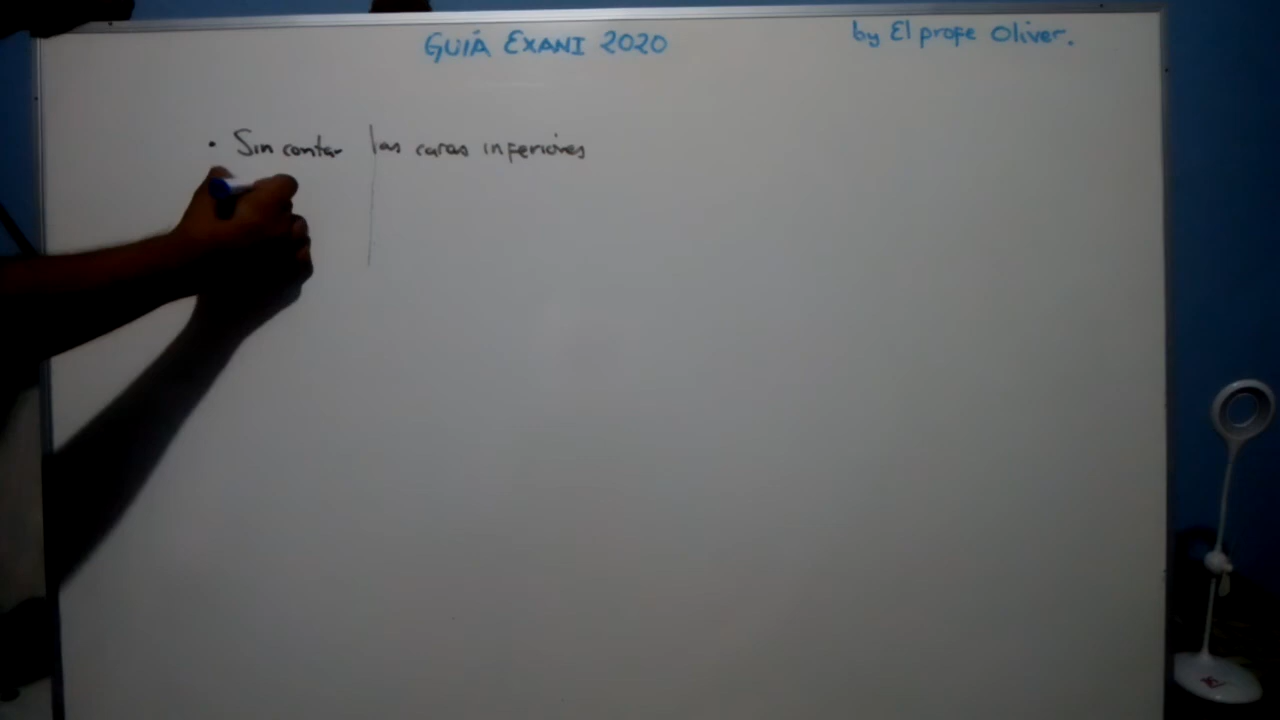 GUIÁ EXANI 2020
by El profe Oliver.
• Sin contar las caras inferiores